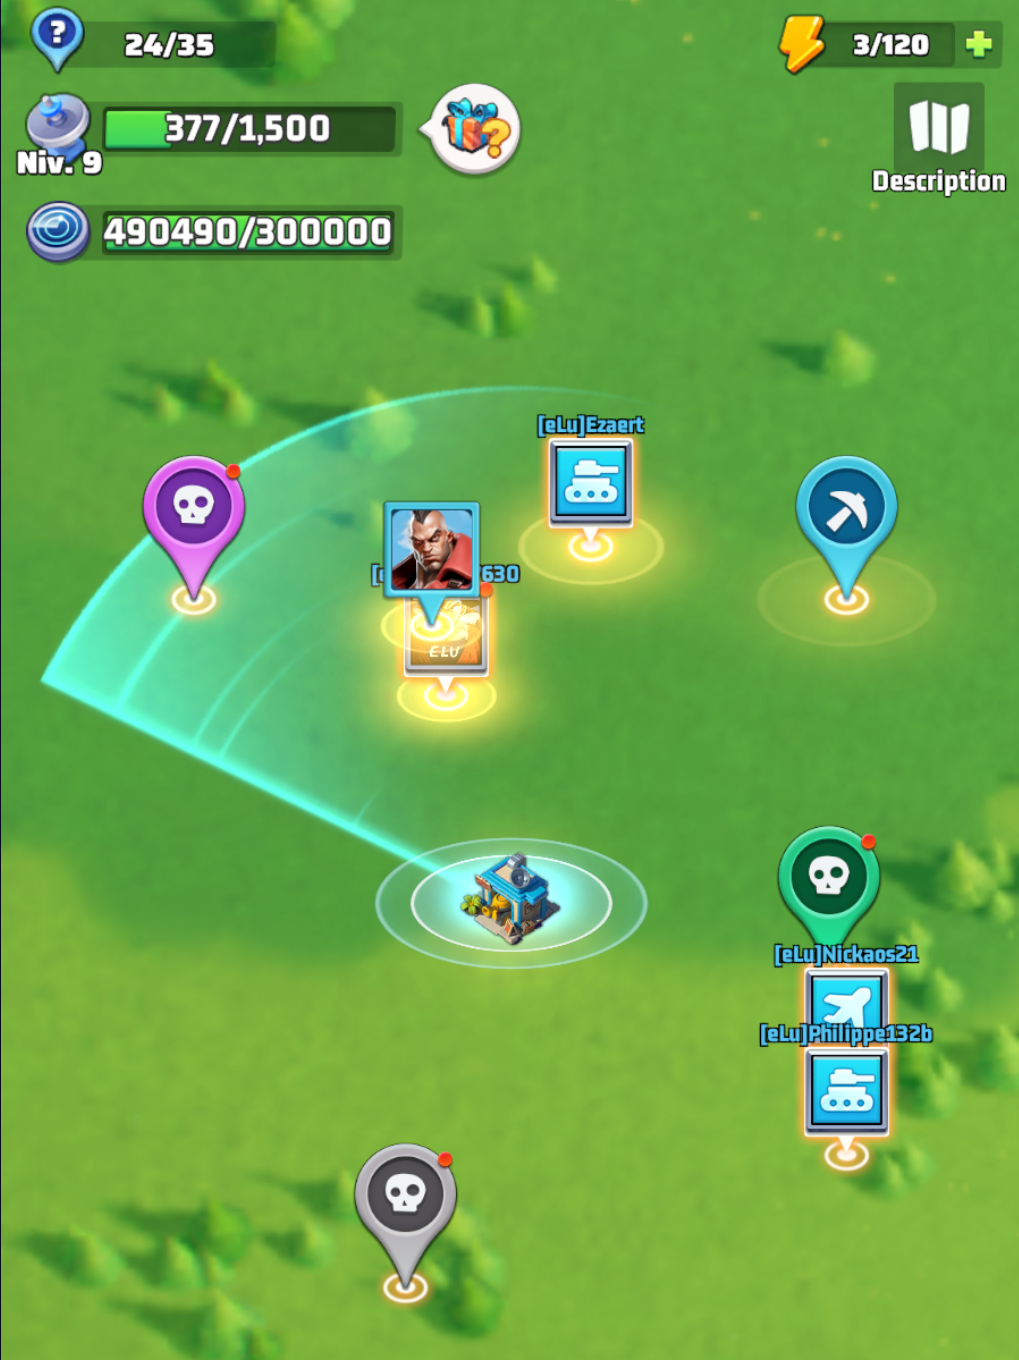 24/35
3/120
377/1,500
Niv. 9
Description
490490/300000
[eLu]Ezaert
630
ELU
[eLu]Nickaos21
[eLu]Philippe132b